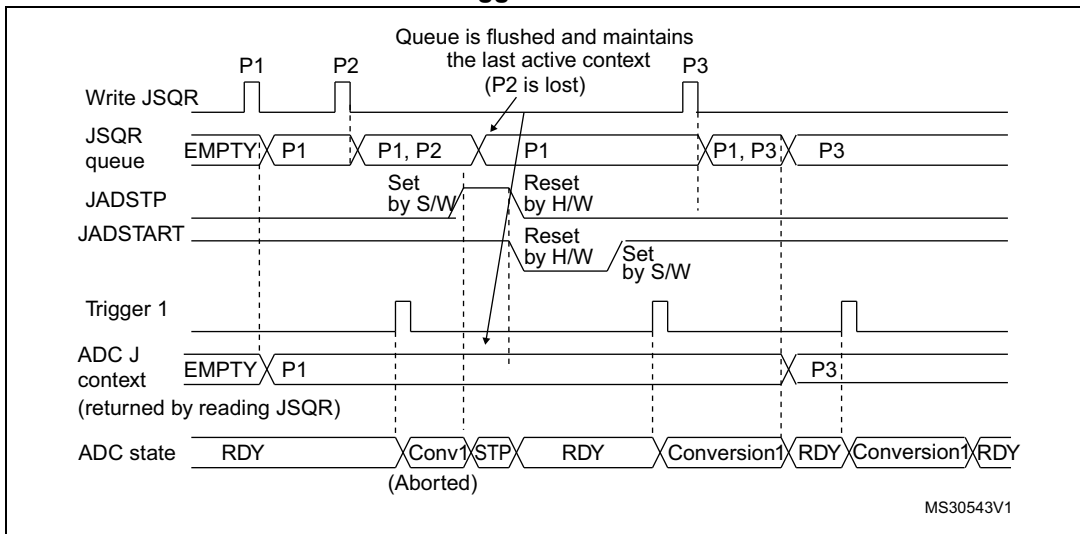 Queue is flushed and maintains
the last active context
(P2 is lost)
P1 P2 P3
Write JSQR
JSQR
queue
EMPTY P1 P1, P2 P1 P1, P3 P3
Set
by S/W
Reset
by H/W
JADSTP
JADSTART
Reset
by H/W
Set
by S/W
Trigger 1
ADC J
context
EMPTY P1 P3
(returned by reading JSQR)
ADC state RDY Conv1 STP RDY Conversion1 RDY Conversion1 RDY
(Aborted)
MS30543V1